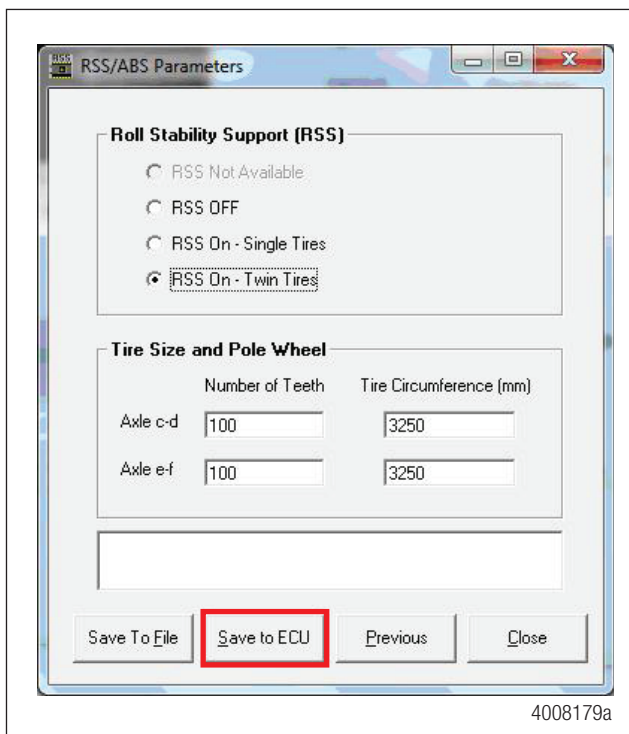 RSS
RSS/ABS Parameters
Roll Stability Support (RSS)
RSS Not Available
RSS OFF
RSS On - Single Tires
RSS On - Twin Tires
Tire Size and Pole Wheel
Number of Teeth Tire Circumference (mm)
Axle c-d 100 3250
Axle e-f 100 3250
Save To File Save to ECU Previous Close
4008179a